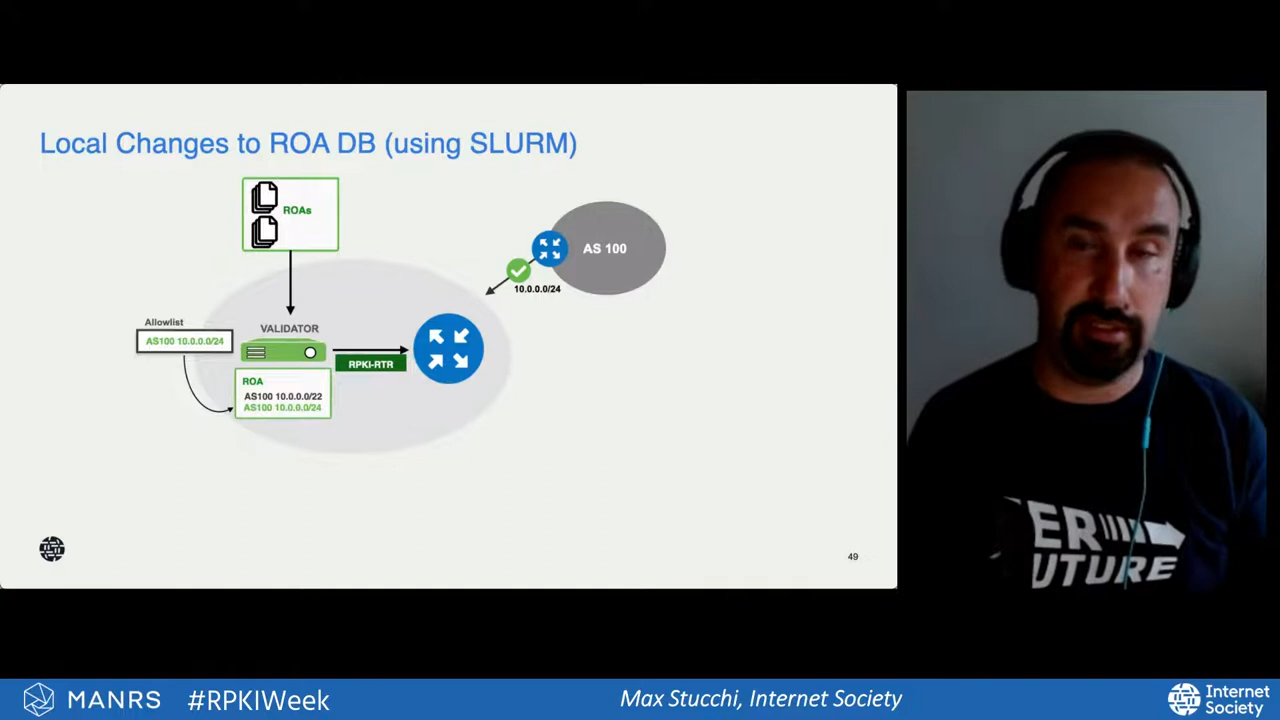 Local Changes to ROA DB (using SLURM)
ROAs
AS 100
10.0.0.0/24
Allowlist
AS100 10.0.0.0/24
VALIDATOR
RPKI-RTR
ROA
AS100 10.0.0.0/22
AS100 10.0.0.0/24
49
ER
UTURE
MANRS
#RPKIWeek
Max Stucchi, Internet Society
Internet
Society